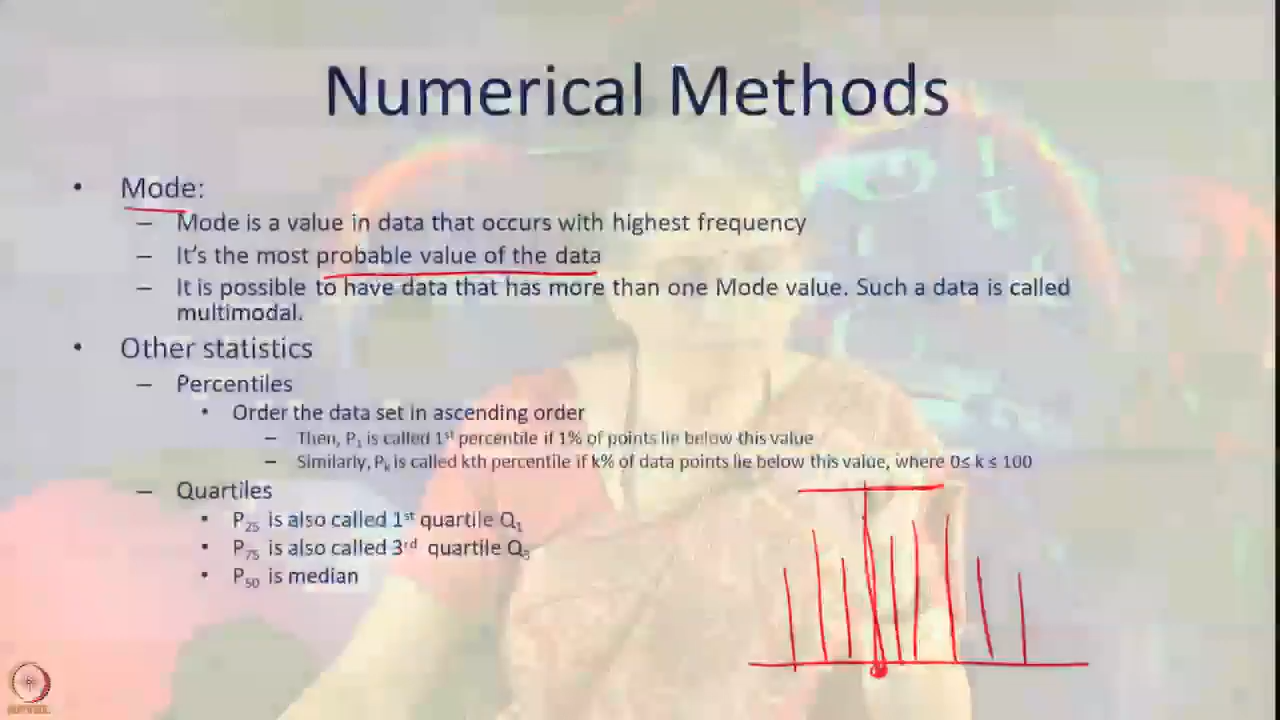 Numerical Methods
• Mode:
– Mode is a value in data that occurs with highest frequency
– It's the most probable value of the data
– It is possible to have data that has more than one Mode value. Such a data is called
multimodal.
• Other statistics
– Percentiles
• Order the data set in ascending order
– Then, P₁ is called 1st percentile if 1% of points lie below this value
– Similarly, Pₖ is called kth percentile if k% of data points lie below this value, where 0≤ k ≤ 100
– Quartiles
• P₂₅ is also called 1st quartile Q₁
• P₇₅ is also called 3rd quartile Q₃
• P₅₀ is median